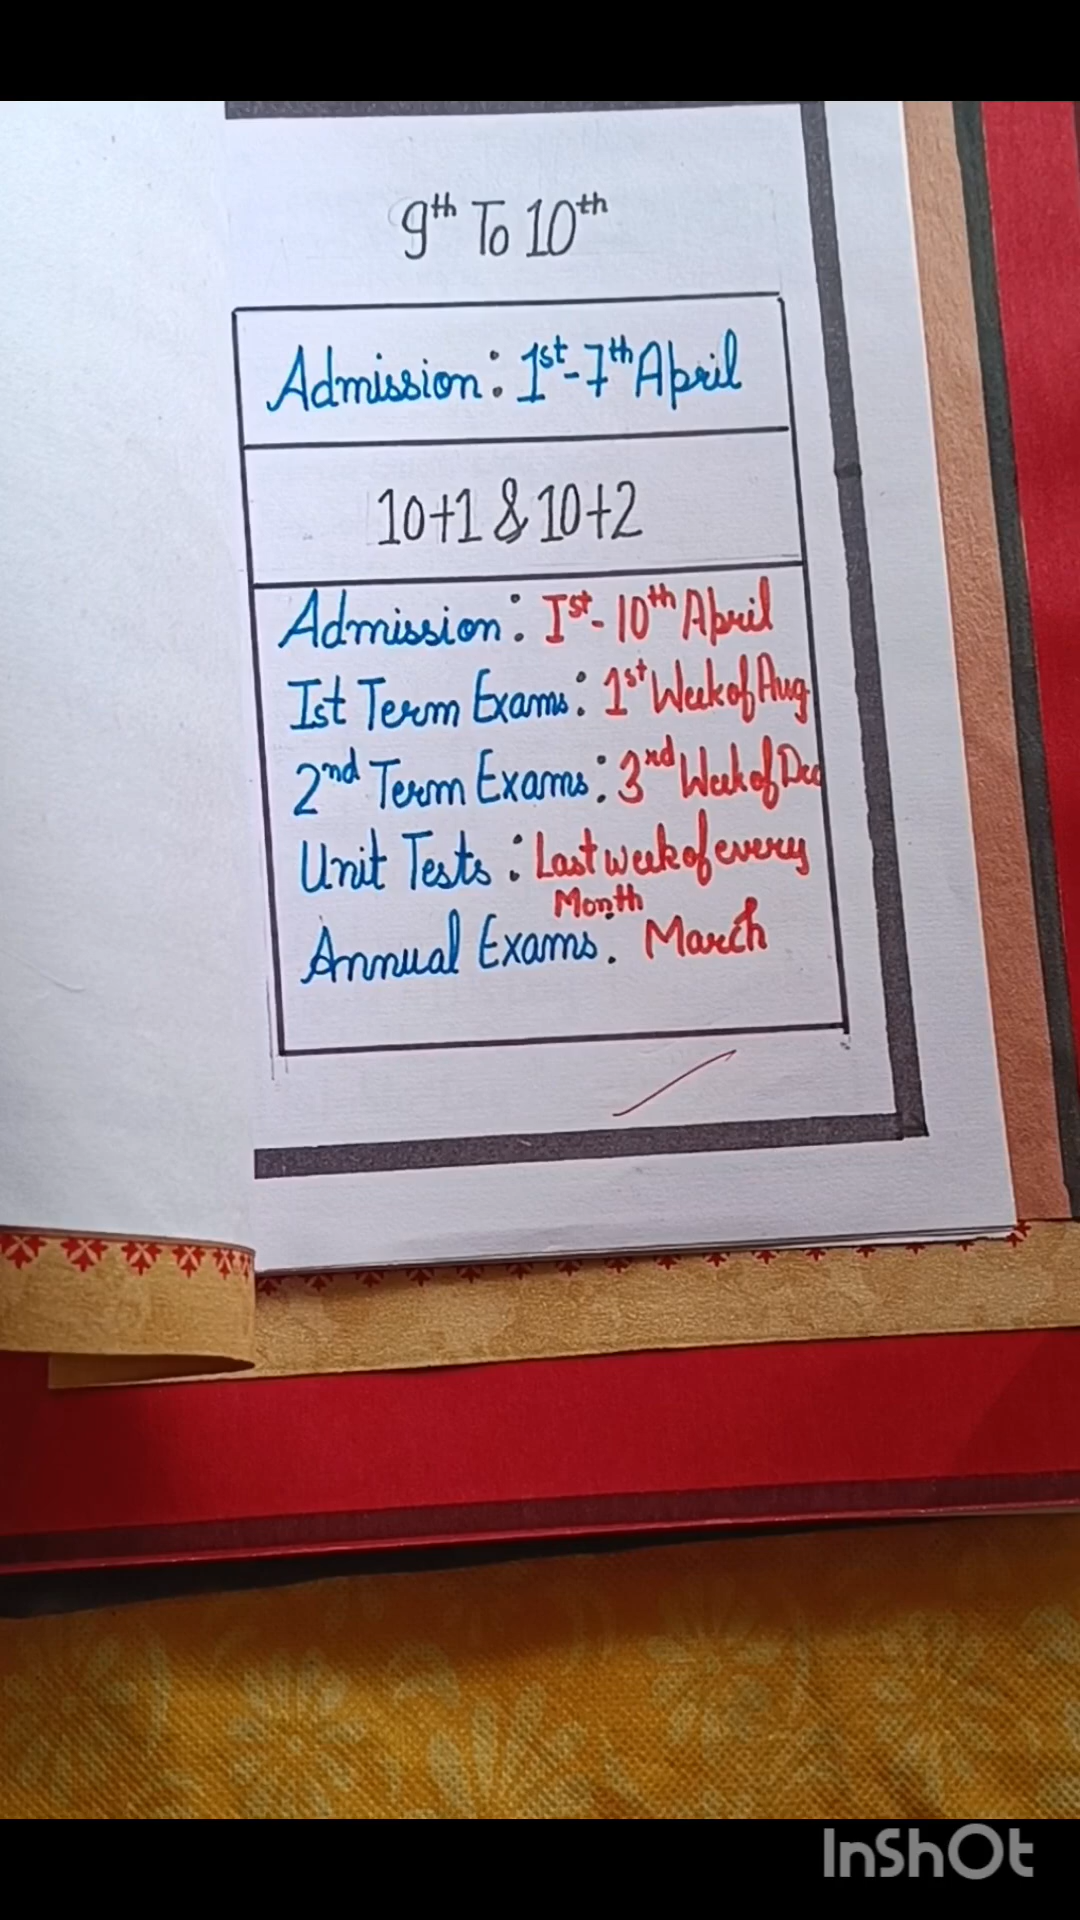 9th To 10th
Admission: 1st-7th April
10+1 & 10+2
Admission: Ist-10th April
Ist Term Exams: 1st Week of Aug
2nd Term Exams: 3rd Week of Dec
Unit Tests: Last week of every
Month
Annual Exams: March
InShOt